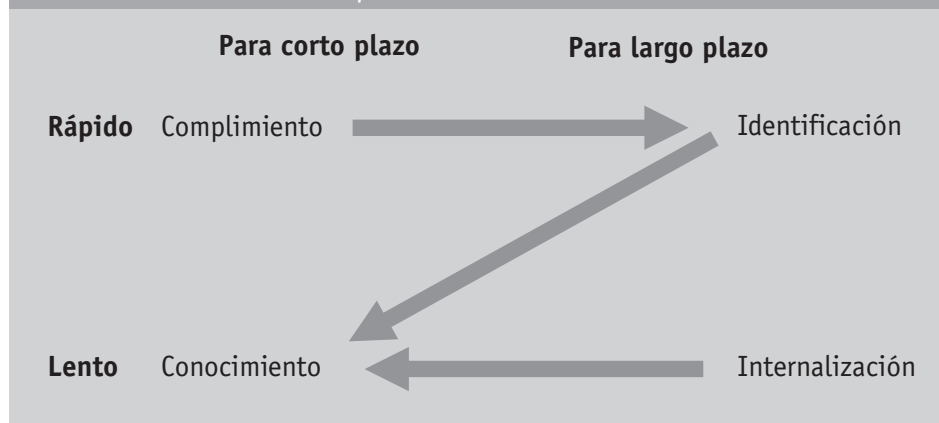 Para corto plazo Para largo plazo
Rápido Complimiento Identificación
Lento Conocimiento Internalización